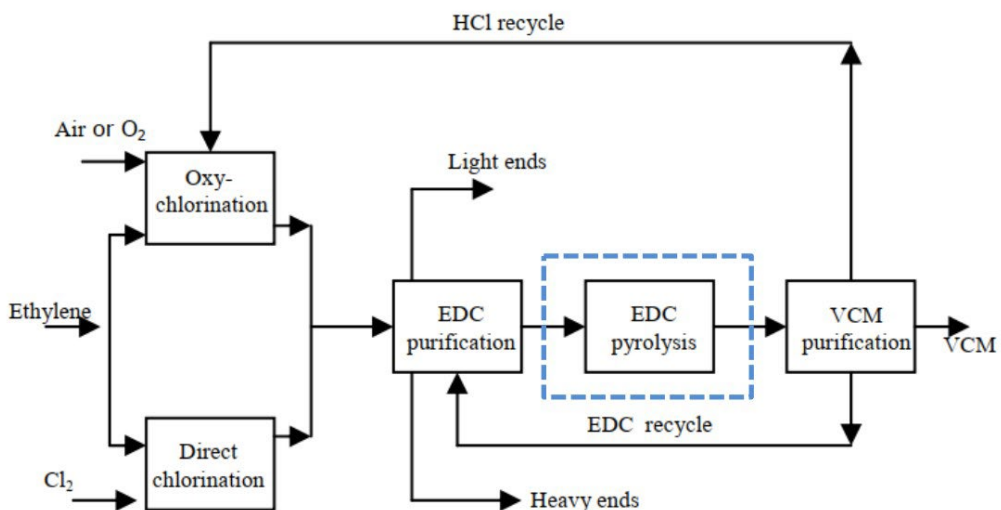 HCl recycle
Air or O₂
Oxy-
chlorination
Light ends
Ethylene
EDC
purification
EDC
pyrolysis
VCM
purification
VCM
EDC recycle
Direct
chlorination
Cl₂
Heavy ends